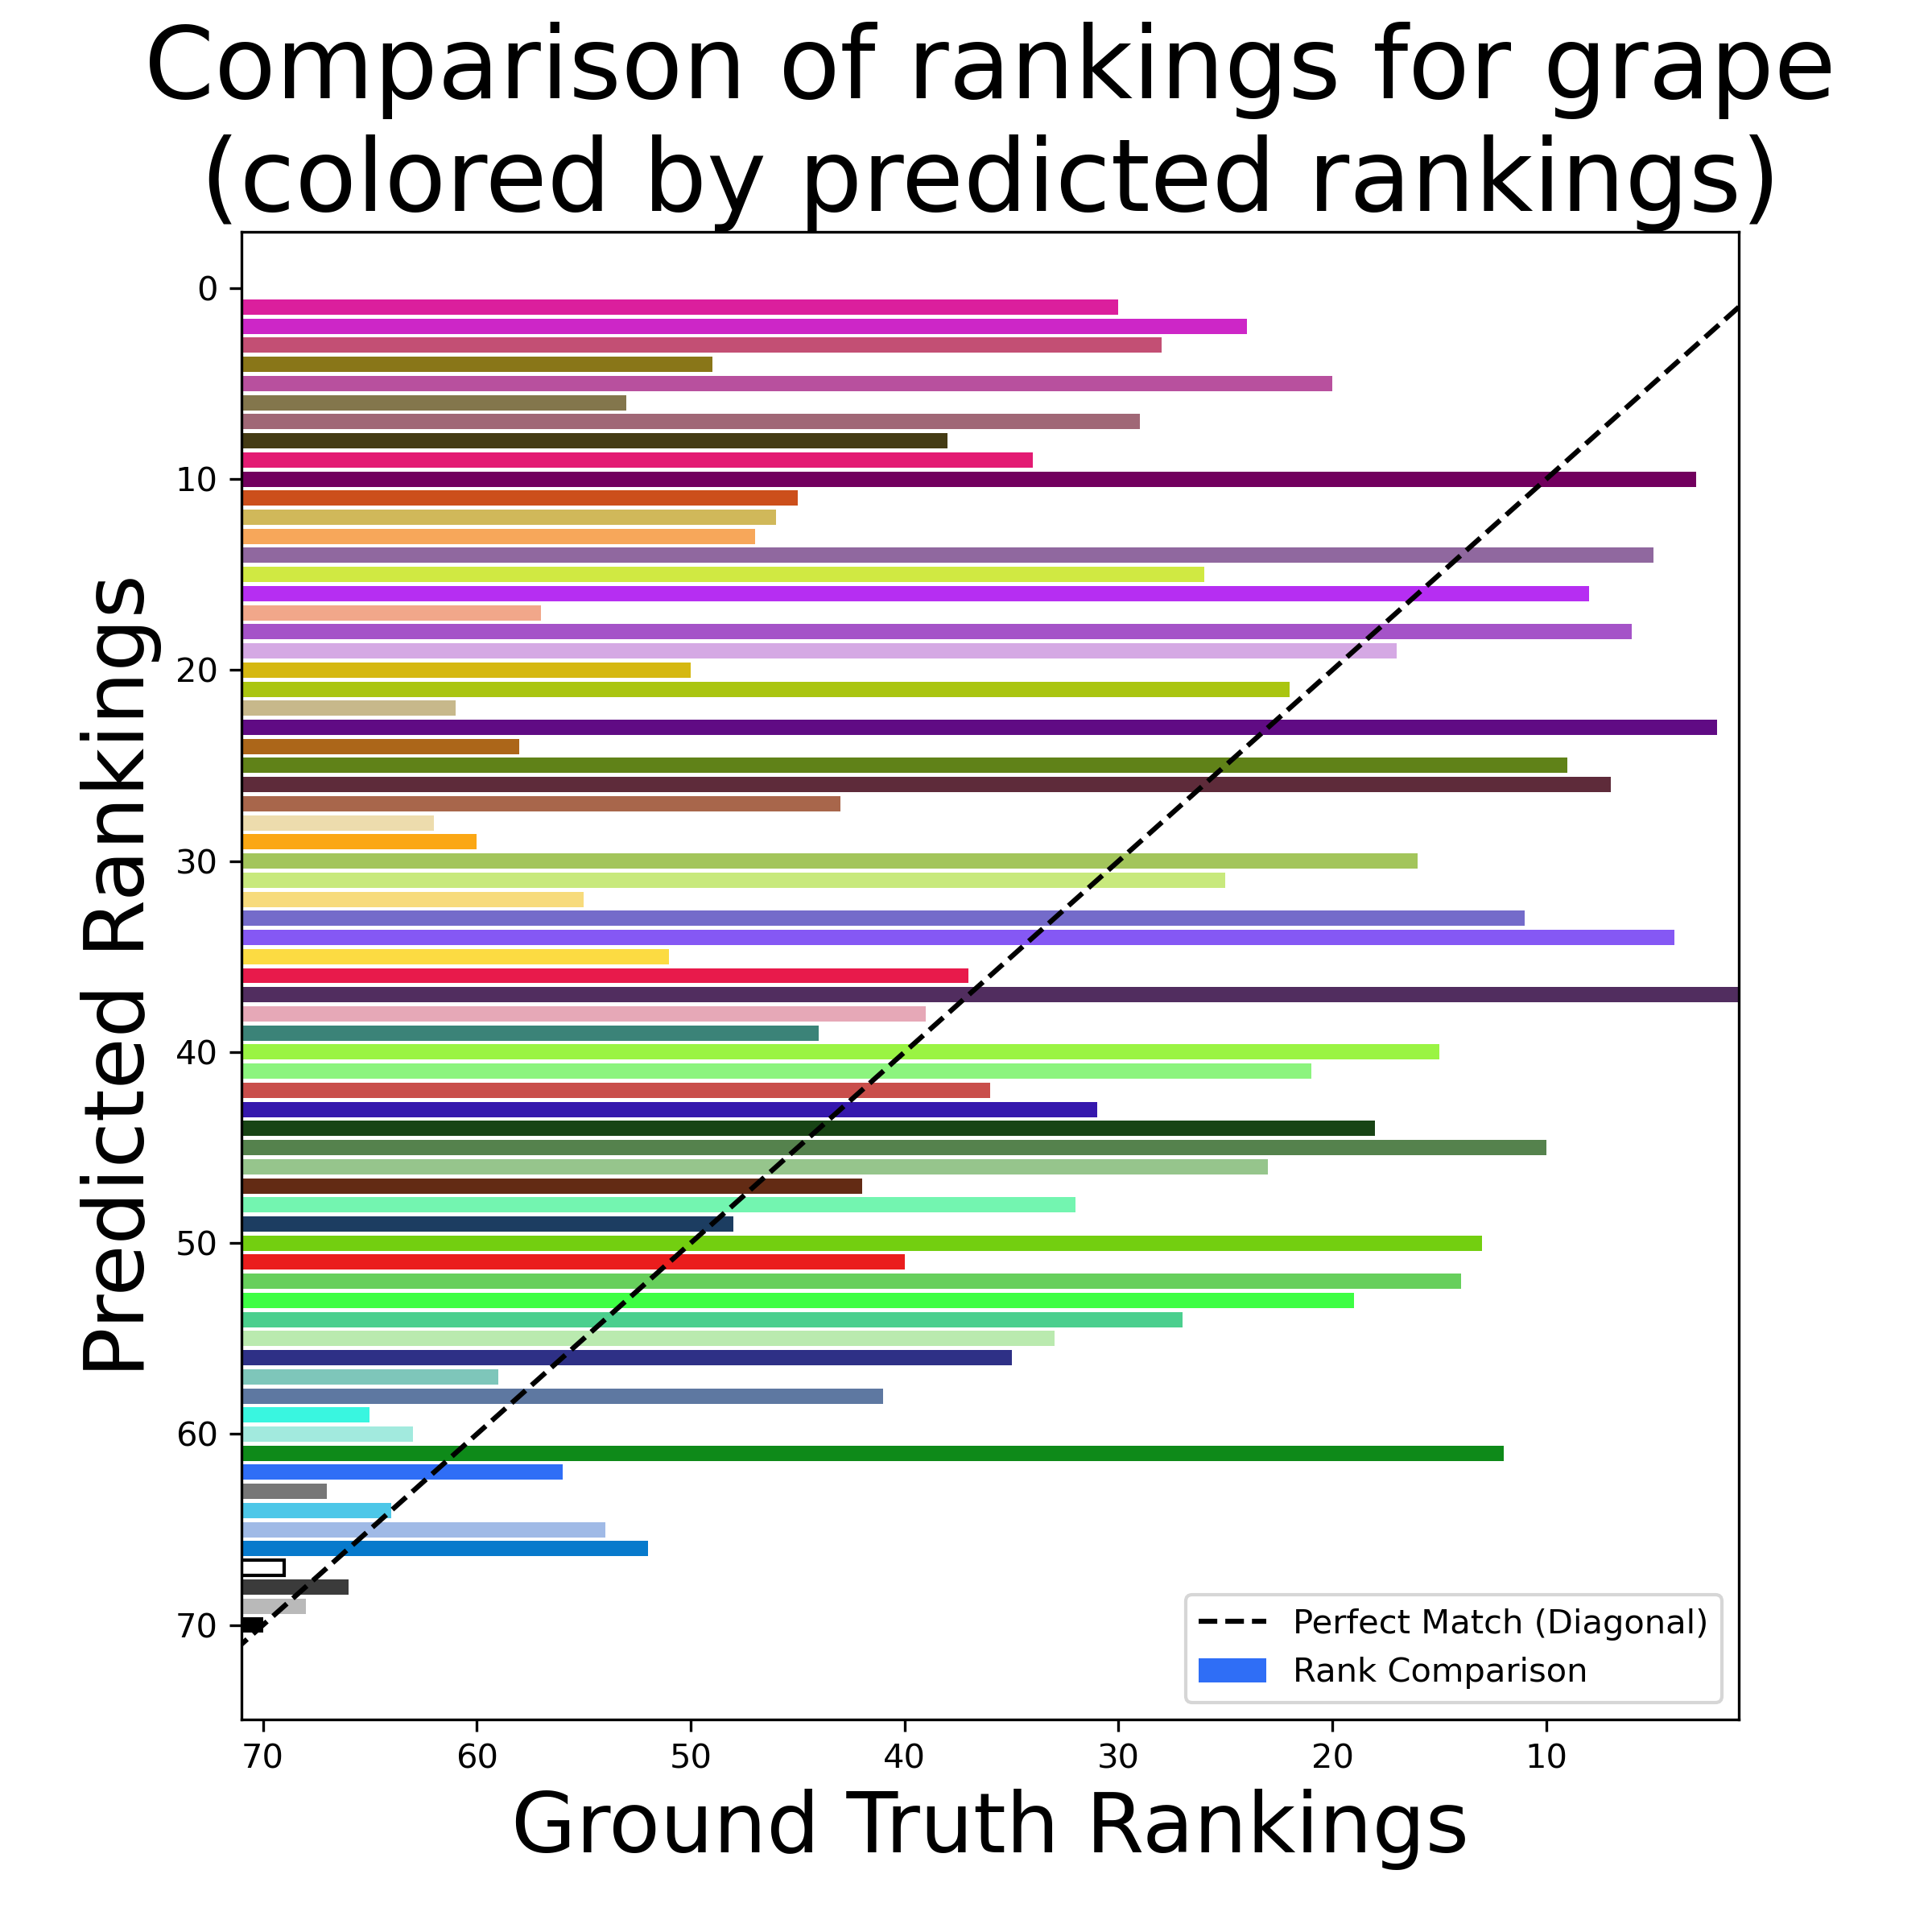 Comparison of rankings for grape
(colored by predicted rankings)
Predicted Rankings
0
10
20
30
40
50
60
70
Perfect Match (Diagonal)
Rank Comparison
70 60 50 40 30 20 10
Ground Truth Rankings